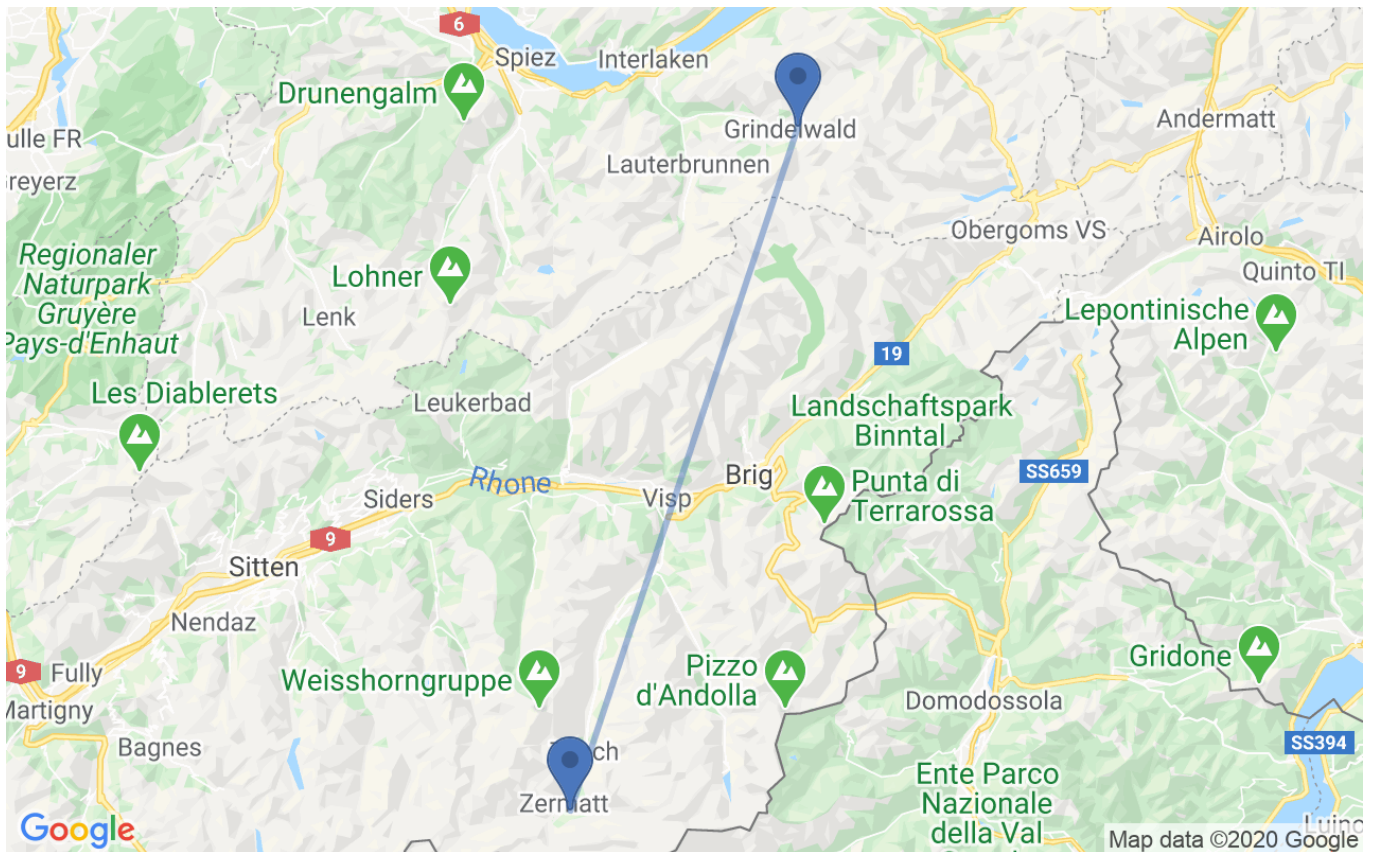 6
Spiez
Interlaken
Drunengalm
Grindelwald
Andermatt
ulle FR
Lauterbrunnen
reyerz
Obergoms VS
Airolo
Regionaler
Naturpark
Gruyère
Pays-d'Enhaut
Lohner
Quinto TI
Lenk
Lepontinische
Alpen
19
Les Diablerets
Leukerbad
Landschaftspark
Binntal
SS659
Rhone
Brig
Punta di
Terrarossa
Siders
Visp
9
Sitten
Nendaz
9
Fully
Weisshorngruppe
Pizzo
d'Andolla
Gridone
Martigny
Domodossola
Bagnes
SS394
Zermatt
Ente Parco
Nazionale
della Val
Google
Luino
Map data ©2020 Google